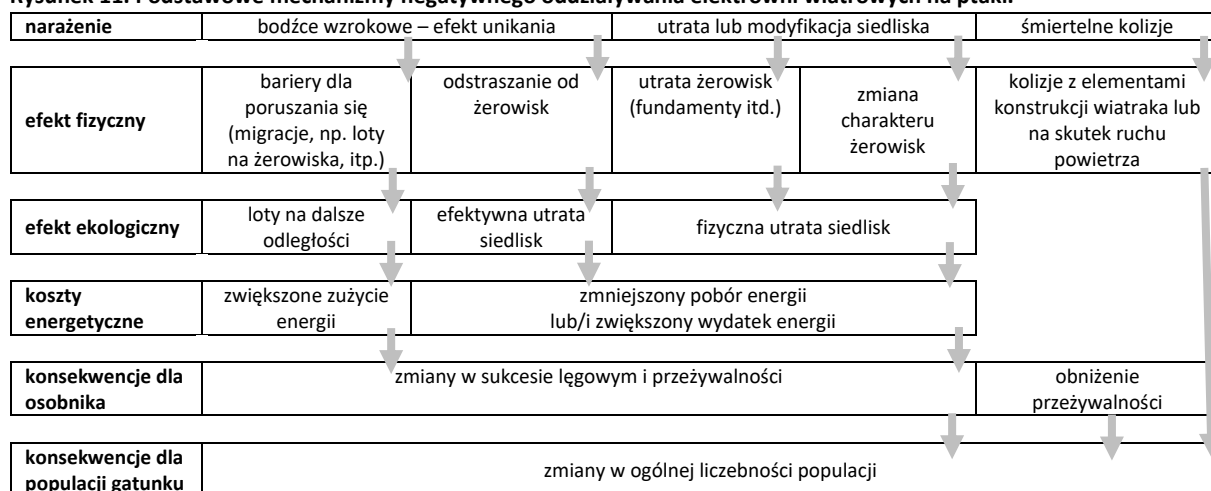 Rysunek 11. Podstawowe mechanizmy negatywnego oddziaływania elektrowni wiatrowych na ptaki.
narażenie
bodźce wzrokowe – efekt unikania
utrata lub modyfikacja siedliska
śmiertelne kolizje
efekt fizyczny
bariery dla
poruszania się
(migracje, np. loty
na żerowiska, itp.)
odstraszanie od
żerowisk
utrata żerowisk
(fundamenty itd.)
zmiana
charakteru
żerowisk
kolizje z elementami
konstrukcji wiatraka lub
na skutek ruchu
powietrza
efekt ekologiczny
loty na dalsze
odległości
efektywna utrata
siedlisk
fizyczna utrata siedlisk
koszty
energetyczne
zwiększone zużycie
energii
zmniejszony pobór energii
lub/i zwiększony wydatek energii
konsekwencje dla
osobnika
zmiany w sukcesie lęgowym i przeżywalności
obniżenie
przeżywalności
konsekwencje dla
populacji gatunku
zmiany w ogólnej liczebności populacji